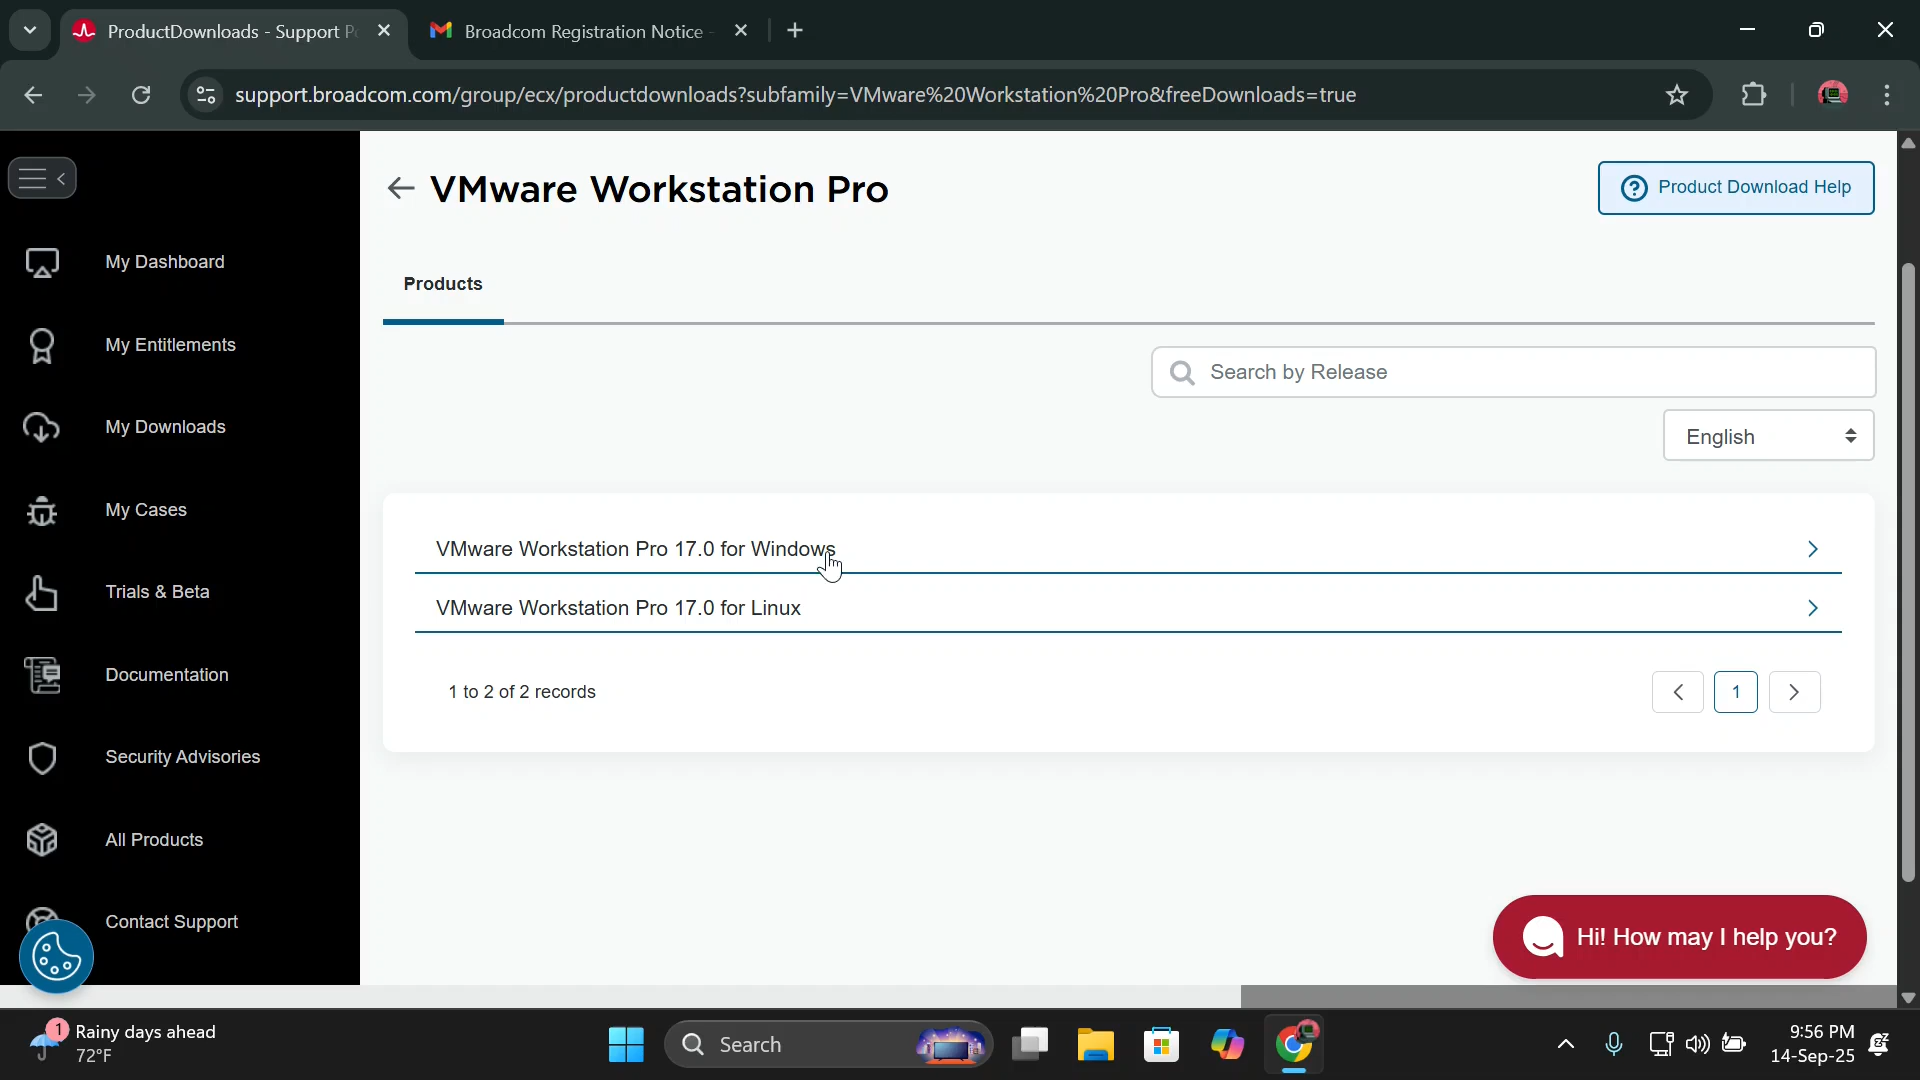 ProductDownloads - Support P
Broadcom Registration Notice -
support.broadcom.com/group/ecx/productdownloads?subfamily=VMware%20Workstation%20Pro&freeDownloads=true
VMware Workstation Pro
Product Download Help
My Dashboard
My Entitlements
My Downloads
My Cases
Trials & Beta
Documentation
Security Advisories
All Products
Contact Support
Products
Search by Release
English
VMware Workstation Pro 17.0 for Windows
VMware Workstation Pro 17.0 for Linux
1 to 2 of 2 records
1
Hi! How may I help you?
1
Rainy days ahead
72°F
Search
9:56 PM
14-Sep-25